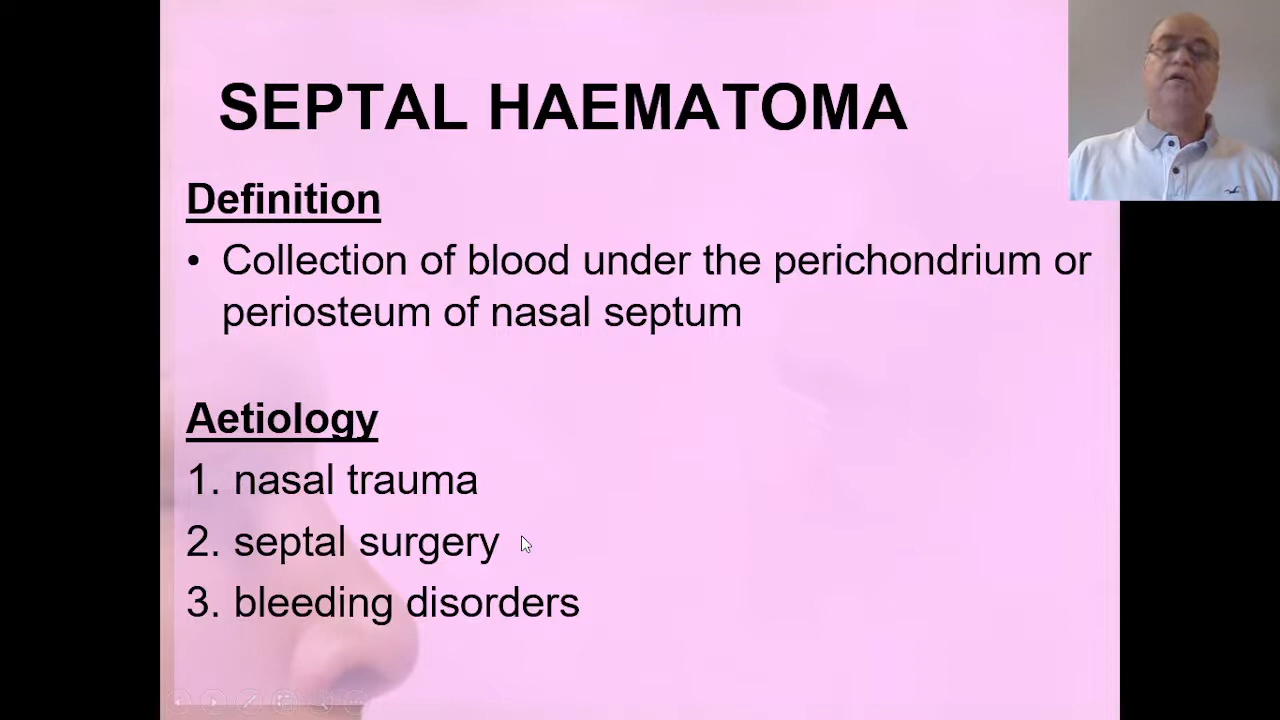 SEPTAL HAEMATOMA
Definition
• Collection of blood under the perichondrium or
periosteum of nasal septum
Aetiology
1. nasal trauma
2. septal surgery
3. bleeding disorders